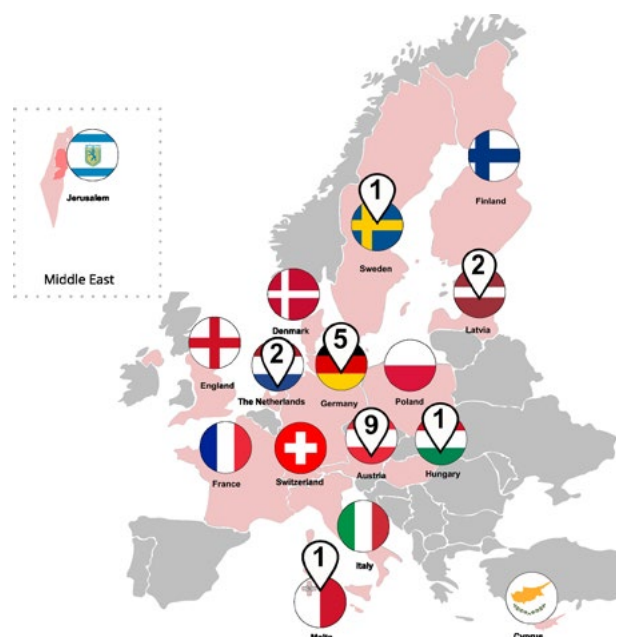 Jerusalem
Middle East
1
Sweden
Finland
2
Latvia
Denmark
England
2
The Netherlands
5
Germany
Poland
France
Switzerland
9
Austria
1
Hungary
Italy
1
Malta
Cyprus